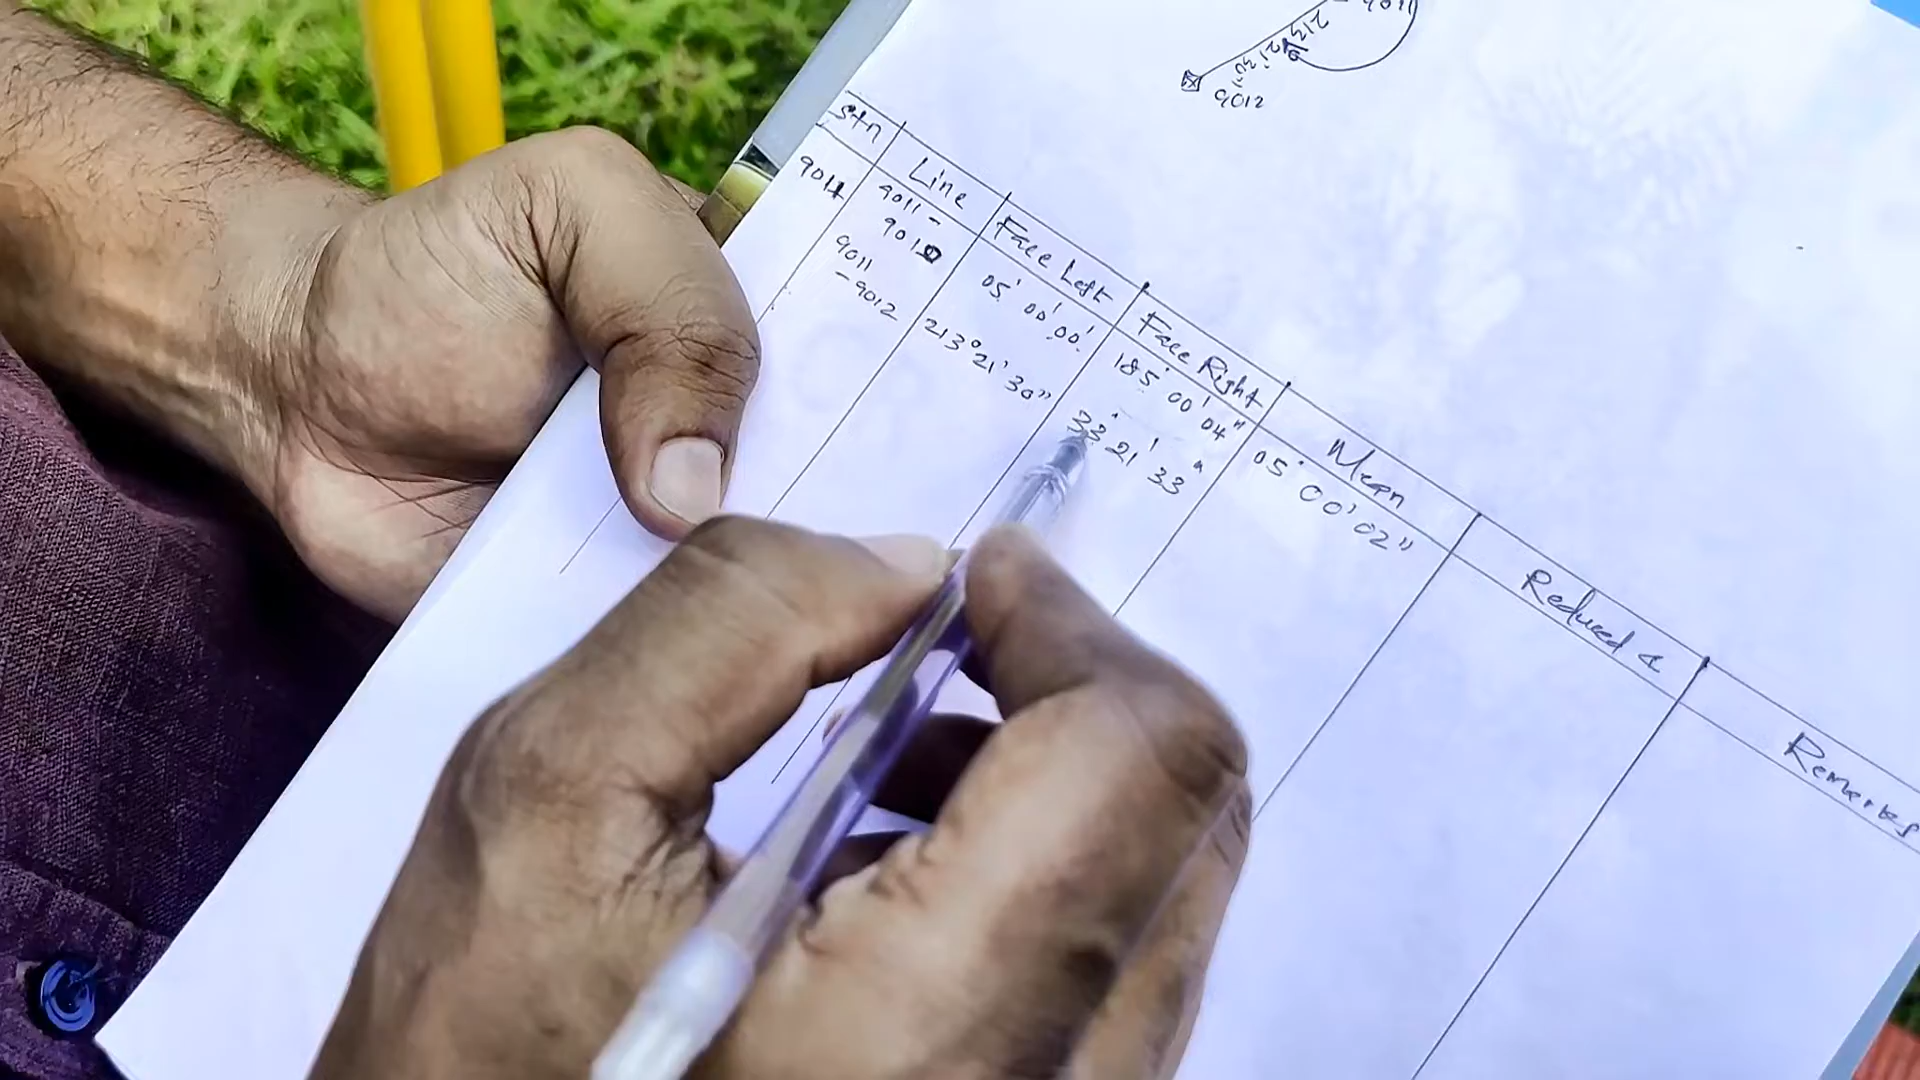 9011
213
21 30
9012
Stn Line Face Left Face Right Mean Reduced ∢ Remarks
9011 9011 - 9010 05° 00' 00" 185° 00' 04" 05° 00' 02"
9011 - 9012 213° 21' 30" 33° 21' 33"